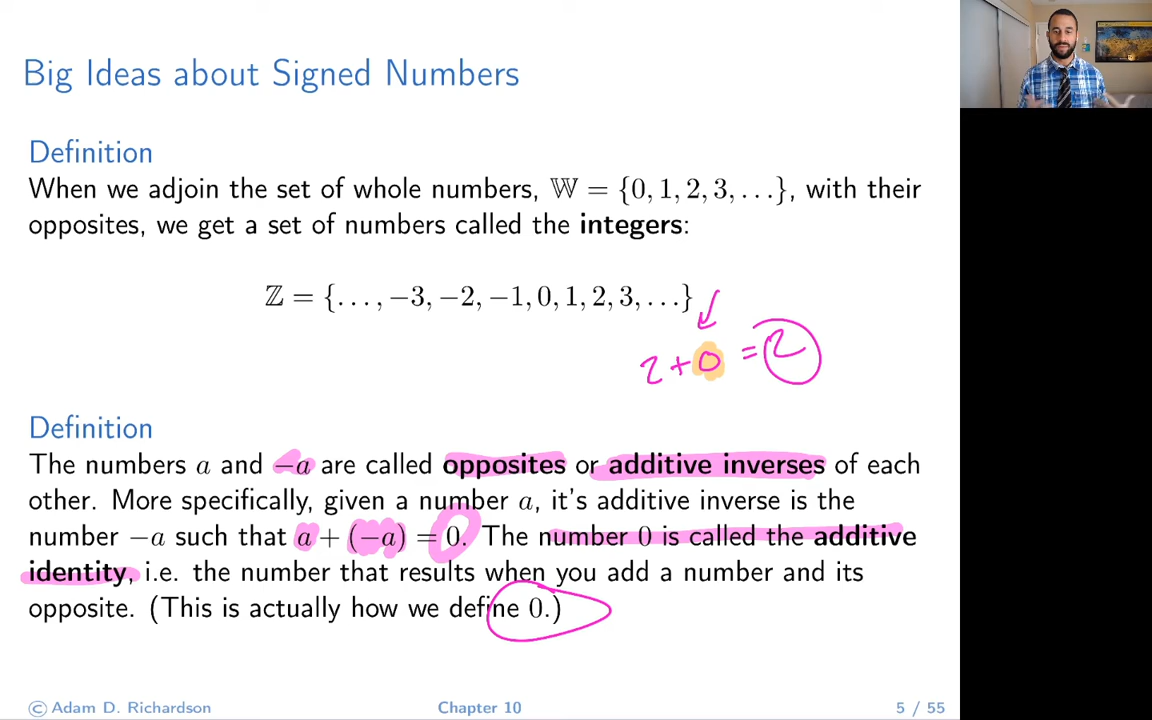 Big Ideas about Signed Numbers
Definition
When we adjoin the set of whole numbers, 𝕎 = {0, 1, 2, 3, . . .}, with their
opposites, we get a set of numbers called the integers:
ℤ = {. . . , −3, −2, −1, 0, 1, 2, 3, . . .}
2 + 0 = 2
Definition
The numbers a and −a are called opposites or additive inverses of each
other. More specifically, given a number a, it's additive inverse is the
number −a such that a + (−a) = 0. The number 0 is called the additive
identity, i.e. the number that results when you add a number and its
opposite. (This is actually how we define 0.)
© Adam D. Richardson
Chapter 10
5 / 55